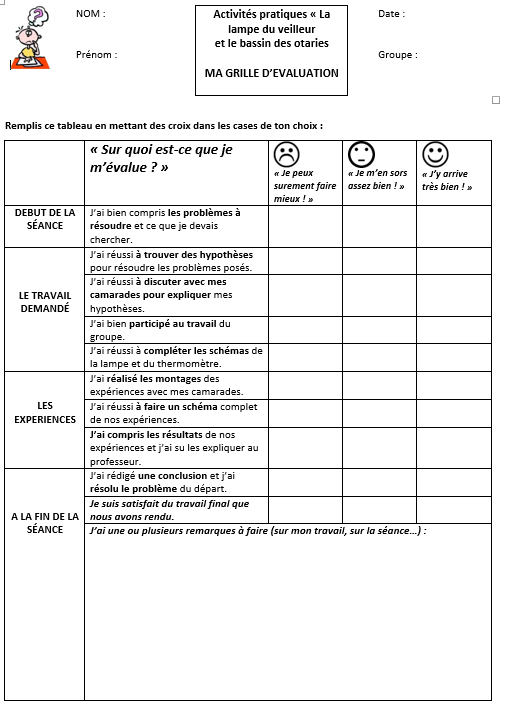 NOM :
Prénom :
Activités pratiques « La
lampe du veilleur
et le bassin des otaries
MA GRILLE D’EVALUATION
Date :
Groupe :
Remplis ce tableau en mettant des croix dans les cases de ton choix :
« Sur quoi est-ce que je
m’évalue ? »
« Je peux
surement faire
mieux ! »
« Je m’en sors
assez bien ! »
« J’y arrive
très bien ! »
DEBUT DE LA
SÉANCE
J’ai bien compris les problèmes à
résoudre et ce que je devais
chercher.
LE TRAVAIL
DEMANDÉ
J’ai réussi à trouver des hypothèses
pour résoudre les problèmes posés.
J’ai réussi à discuter avec mes
camarades pour expliquer mes
hypothèses.
J’ai bien participé au travail du
groupe.
J’ai réussi à compléter les schémas de
la lampe et du thermomètre.
LES
EXPERIENCES
J’ai réalisé les montages des
expériences avec mes camarades.
J’ai réussi à faire un schéma complet
de nos expériences.
J’ai compris les résultats de nos
expériences et j’ai su les expliquer au
professeur.
A LA FIN DE LA
SÉANCE
J’ai rédigé une conclusion et j’ai
résolu le problème du départ.
Je suis satisfait du travail final que
nous avons rendu.
J’ai une ou plusieurs remarques à faire (sur mon travail, sur la séance…) :